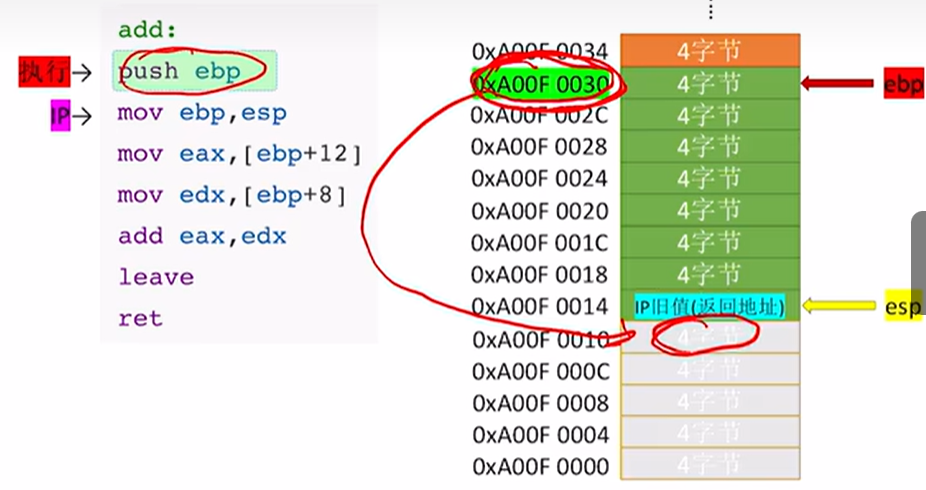 add:
执行→ push ebp
IP→ mov ebp,esp
mov eax,[ebp+12]
mov edx,[ebp+8]
add eax,edx
leave
ret
0xA00F 0034 4字节
0xA00F 0030 4字节 ebp
0xA00F 002C 4字节
0xA00F 0028 4字节
0xA00F 0024 4字节
0xA00F 0020 4字节
0xA00F 001C 4字节
0xA00F 0018 4字节
0xA00F 0014 IP旧值(返回地址) esp
0xA00F 0010 4字节
0xA00F 000C 4字节
0xA00F 0008 4字节
0xA00F 0004 4字节
0xA00F 0000 4字节